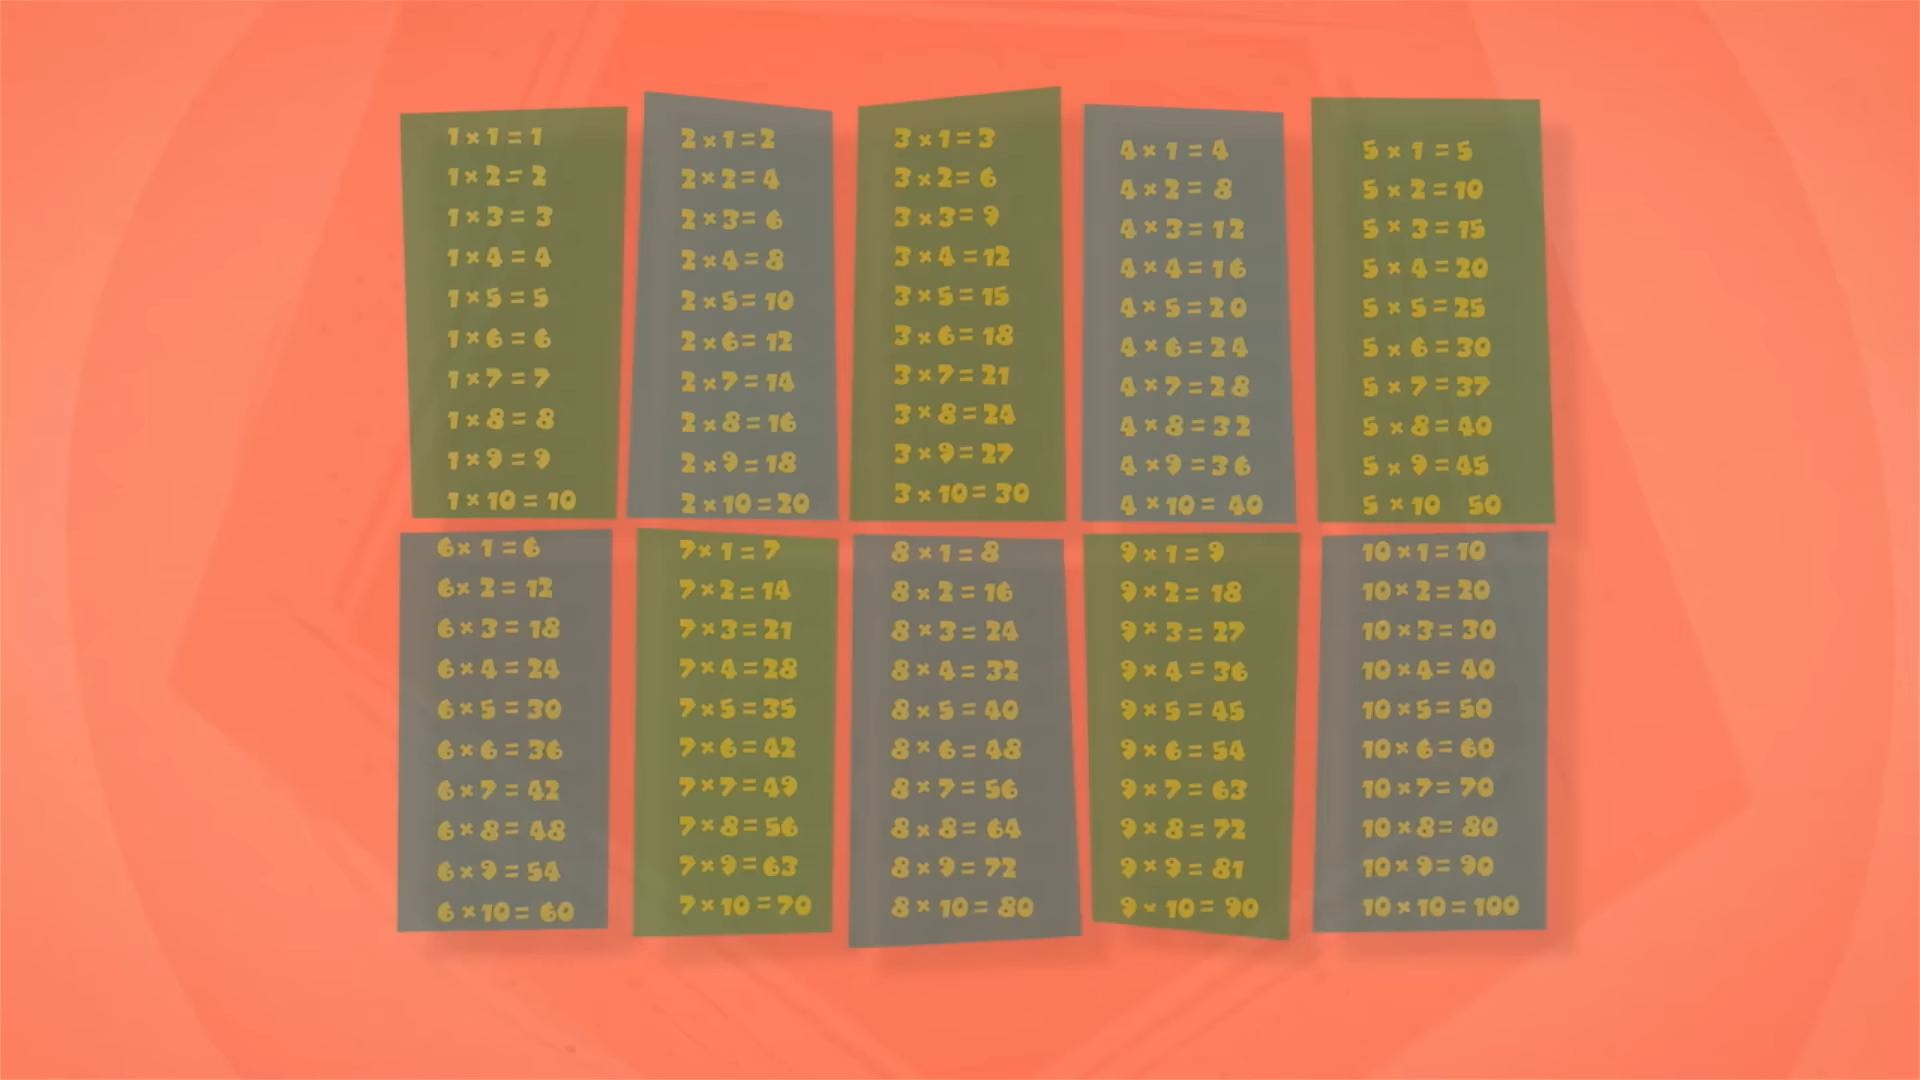 1 × 1 = 1
1 × 2 = 2
1 × 3 = 3
1 × 4 = 4
1 × 5 = 5
1 × 6 = 6
1 × 7 = 7
1 × 8 = 8
1 × 9 = 9
1 × 10 = 10
2 × 1 = 2
2 × 2 = 4
2 × 3 = 6
2 × 4 = 8
2 × 5 = 10
2 × 6 = 12
2 × 7 = 14
2 × 8 = 16
2 × 9 = 18
2 × 10 = 20
3 × 1 = 3
3 × 2 = 6
3 × 3 = 9
3 × 4 = 12
3 × 5 = 15
3 × 6 = 18
3 × 7 = 21
3 × 8 = 24
3 × 9 = 27
3 × 10 = 30
4 × 1 = 4
4 × 2 = 8
4 × 3 = 12
4 × 4 = 16
4 × 5 = 20
4 × 6 = 24
4 × 7 = 28
4 × 8 = 32
4 × 9 = 36
4 × 10 = 40
5 × 1 = 5
5 × 2 = 10
5 × 3 = 15
5 × 4 = 20
5 × 5 = 25
5 × 6 = 30
5 × 7 = 37
5 × 8 = 40
5 × 9 = 45
5 × 10 50
6 × 1 = 6
6 × 2 = 12
6 × 3 = 18
6 × 4 = 24
6 × 5 = 30
6 × 6 = 36
6 × 7 = 42
6 × 8 = 48
6 × 9 = 54
6 × 10 = 60
7 × 1 = 7
7 × 2 = 14
7 × 3 = 21
7 × 4 = 28
7 × 5 = 35
7 × 6 = 42
7 × 7 = 49
7 × 8 = 56
7 × 9 = 63
7 × 10 = 70
8 × 1 = 8
8 × 2 = 16
8 × 3 = 24
8 × 4 = 32
8 × 5 = 40
8 × 6 = 48
8 × 7 = 56
8 × 8 = 64
8 × 9 = 72
8 × 10 = 80
9 × 1 = 9
9 × 2 = 18
9 × 3 = 27
9 × 4 = 36
9 × 5 = 45
9 × 6 = 54
9 × 7 = 63
9 × 8 = 72
9 × 9 = 81
9 × 10 = 90
10 × 1 = 10
10 × 2 = 20
10 × 3 = 30
10 × 4 = 40
10 × 5 = 50
10 × 6 = 60
10 × 7 = 70
10 × 8 = 80
10 × 9 = 90
10 × 10 = 100